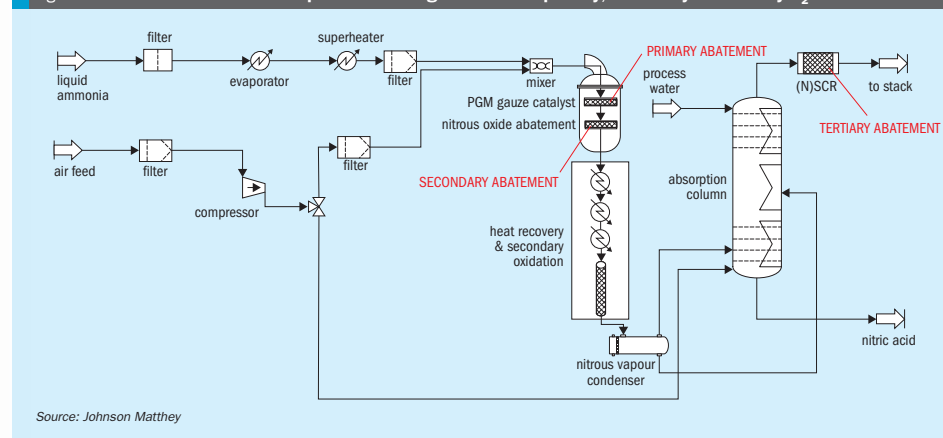 filter
superheater
liquid
ammonia
evaporator
filter
mixer
PRIMARY ABATEMENT
process
water
(N)SCR
to stack
PGM gauze catalyst
nitrous oxide abatement
TERTIARY ABATEMENT
air feed
filter
filter
compressor
SECONDARY ABATEMENT
absorption
column
heat recovery
& secondary
oxidation
nitrous vapour
condenser
nitric acid
Source: Johnson Matthey